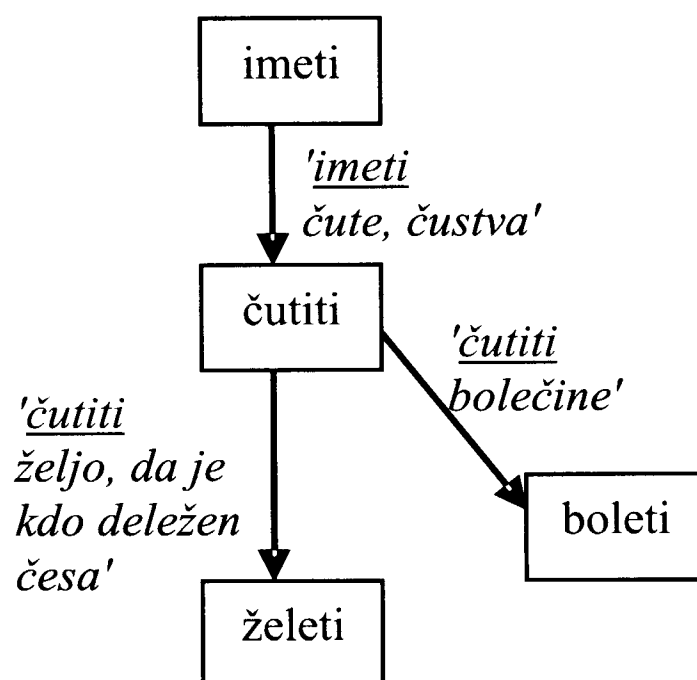 imeti
'imeti
čute, čustva'
čutiti
'čutiti
bolečine'
'čutiti
željo, da je
kdo deležen
česa'
boleti
želeti